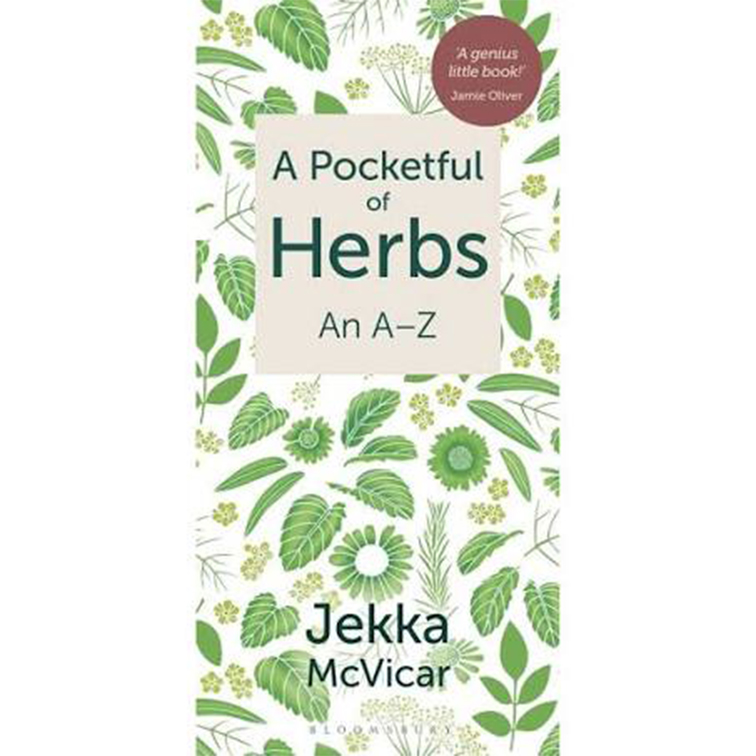 'A genius
little book!'
Jamie Oliver
A Pocketful
of
Herbs
An A–Z
Jekka
McVicar
BLOOMSBURY